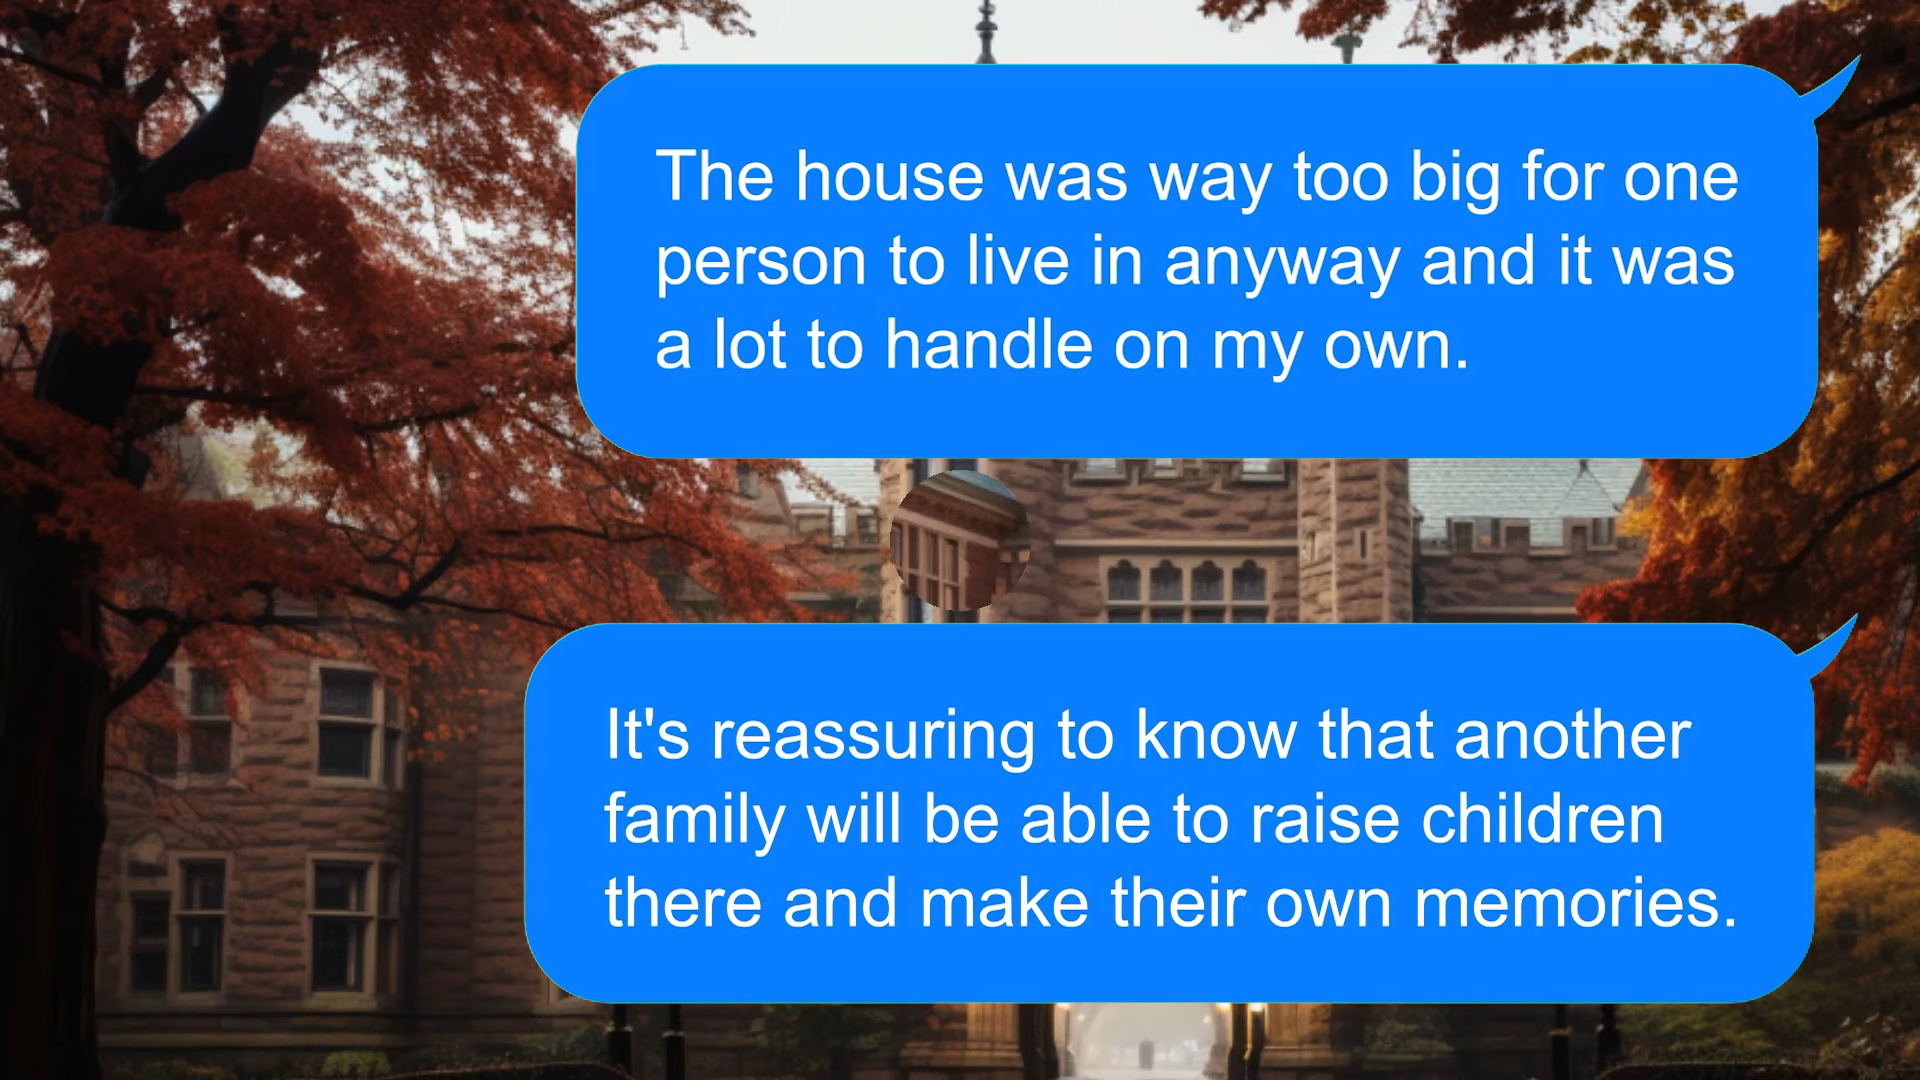 The house was way too big for one
person to live in anyway and it was
a lot to handle on my own.
It's reassuring to know that another
family will be able to raise children
there and make their own memories.